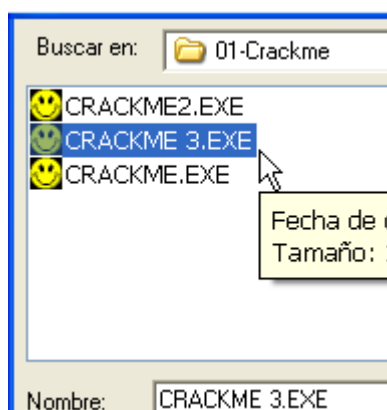 Buscar en: 01-Crackme
CRACKME2.EXE
CRACKME 3.EXE
CRACKME.EXE
Fecha de
Tamaño:
Nombre: CRACKME 3.EXE